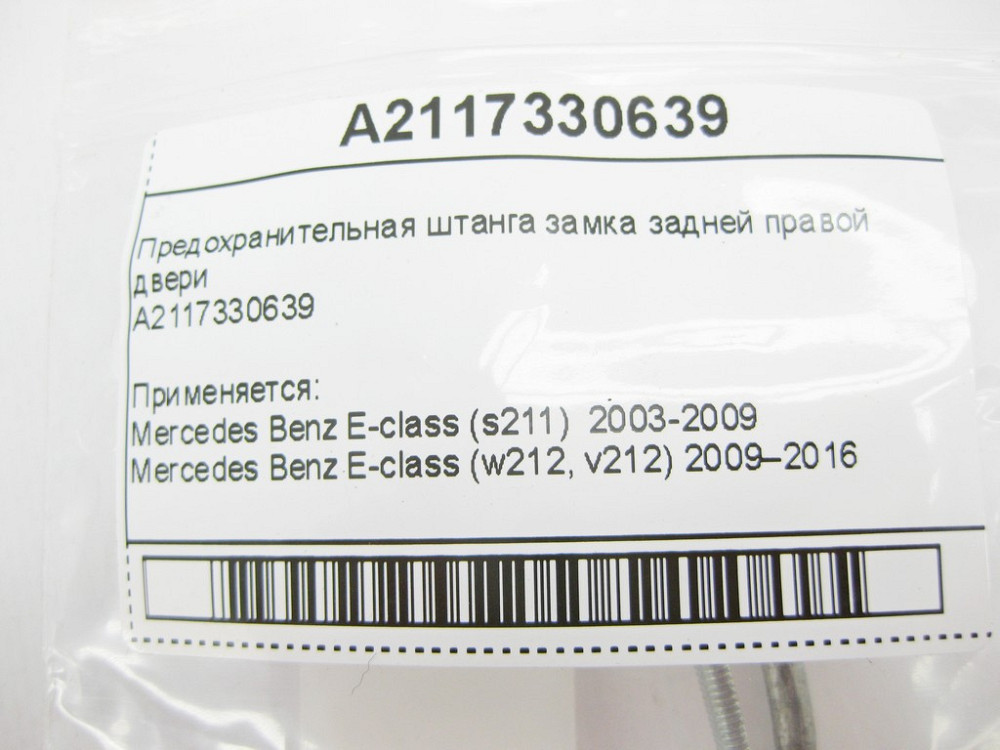 A2117330639
Предохранительная штанга замка задней правой
двери
A2117330639
Применяется:
Mercedes Benz E-class (s211) 2003-2009
Mercedes Benz E-class (w212, v212) 2009–2016